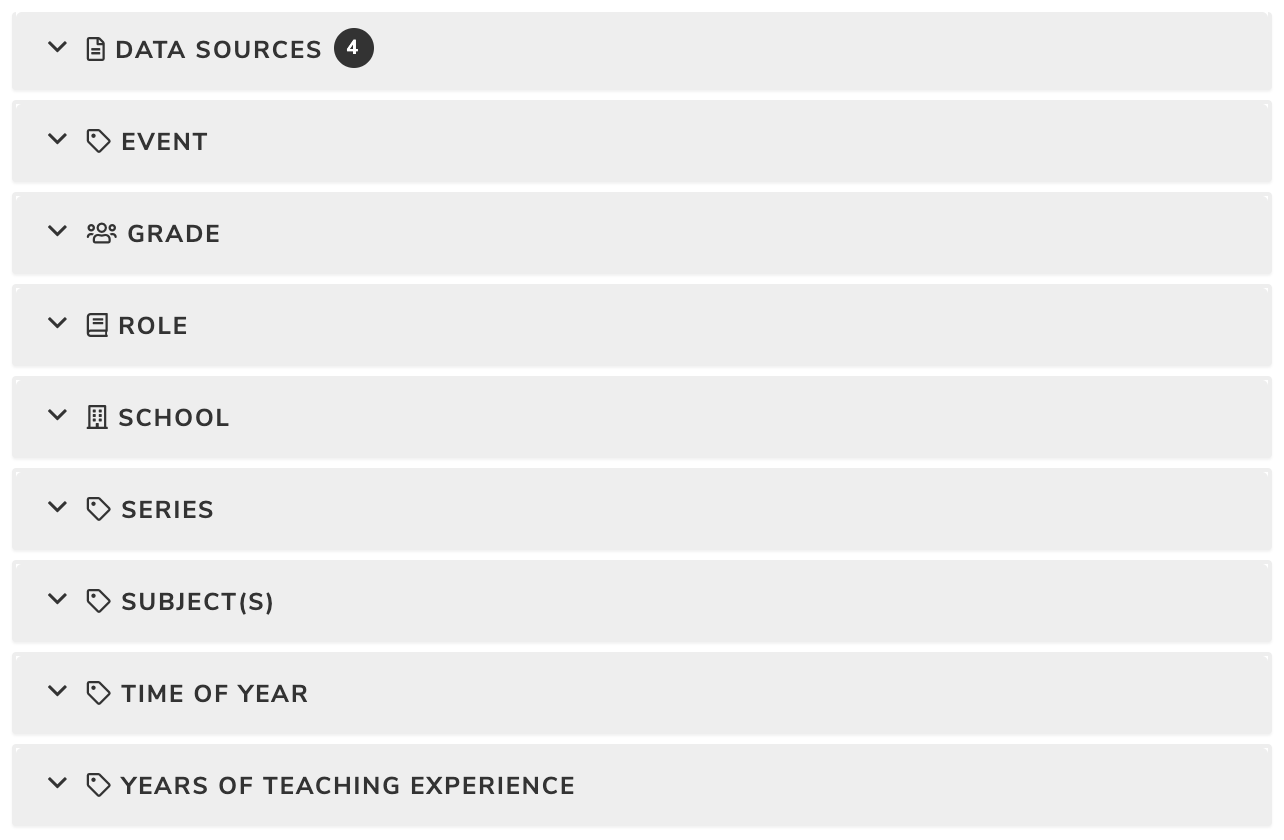 DATA SOURCES 4
EVENT
GRADE
ROLE
SCHOOL
SERIES
SUBJECT(S)
TIME OF YEAR
YEARS OF TEACHING EXPERIENCE